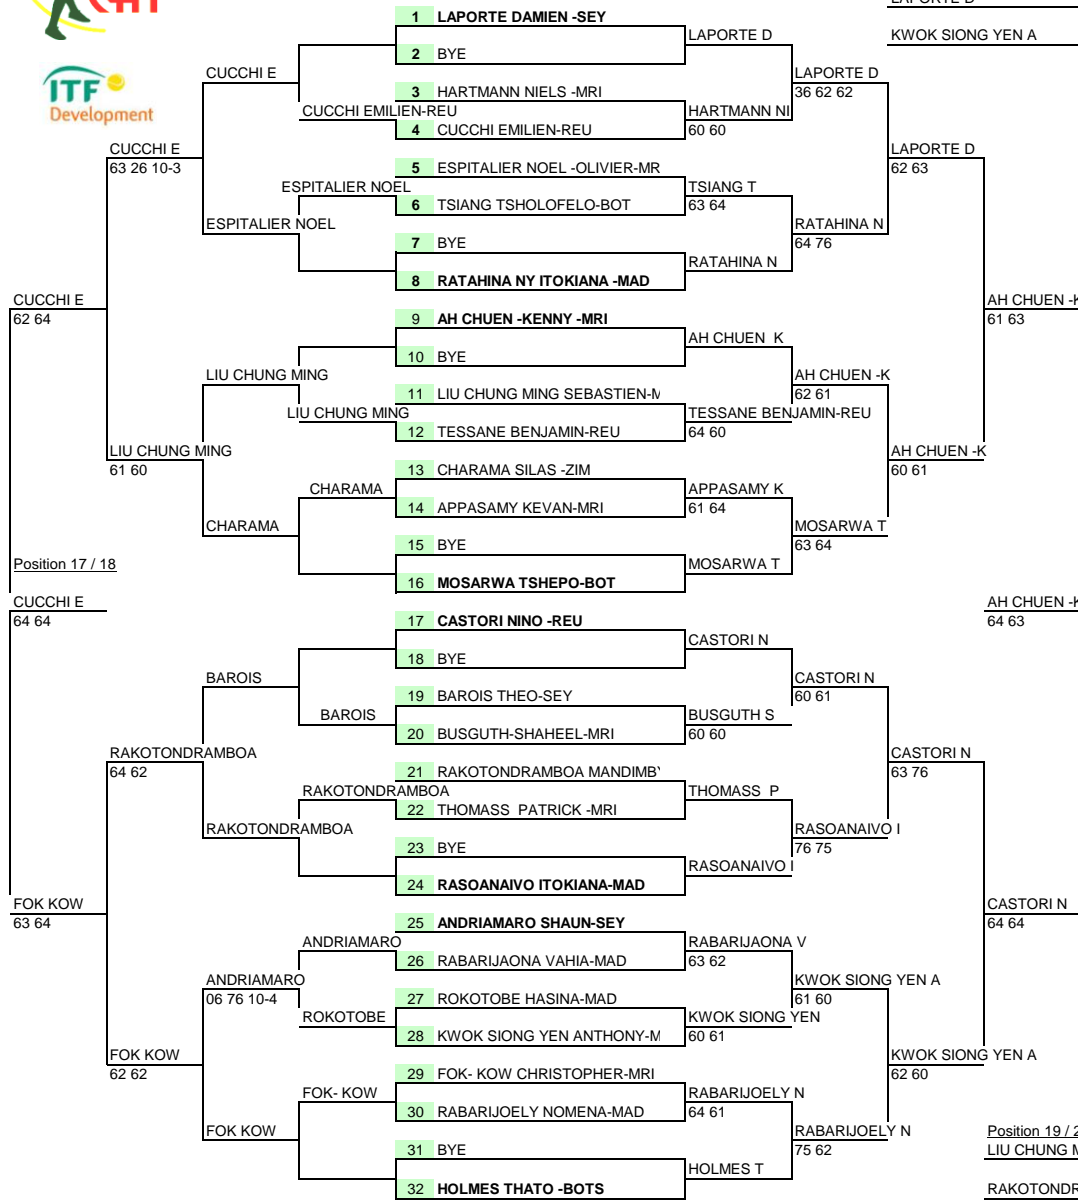 LAPORTE D
1 LAPORTE DAMIEN -SEY
LAPORTE D
KWOK SIONG YEN A
2 BYE
CUCCHI E
LAPORTE D
ITF
Development
3 HARTMANN NIELS -MRI
36 62 62
CUCCHI EMILIEN-REU
HARTMANN NI
4 CUCCHI EMILIEN-REU
60 60
CUCCHI E
LAPORTE D
63 26 10-3
5 ESPITALIER NOEL -OLIVIER-MR
62 63
ESPITALIER NOEL
TSIANG T
6 TSIANG TSHOLOFELO-BOT
63 64
ESPITALIER NOEL
RATAHINA N
7 BYE
64 76
RATAHINA N
8 RATAHINA NY ITOKIANA -MAD
CUCCHI E
AH CHUEN -K
62 64
9 AH CHUEN -KENNY -MRI
61 63
AH CHUEN K
10 BYE
LIU CHUNG MING
AH CHUEN -K
11 LIU CHUNG MING SEBASTIEN-M
62 61
LIU CHUNG MING
TESSANE BENJAMIN-REU
12 TESSANE BENJAMIN-REU
64 60
LIU CHUNG MING
AH CHUEN -K
61 60
13 CHARAMA SILAS -ZIM
60 61
CHARAMA
APPASAMY K
14 APPASAMY KEVAN-MRI
61 64
CHARAMA
MOSARWA T
15 BYE
63 64
Position 17 / 18
MOSARWA T
16 MOSARWA TSHEPO-BOT
CUCCHI E
AH CHUEN -K
64 64
17 CASTORI NINO -REU
64 63
CASTORI N
18 BYE
BAROIS
CASTORI N
19 BAROIS THEO-SEY
60 61
BAROIS
BUSGUTH S
20 BUSGUTH-SHAHEEL-MRI
60 60
RAKOTONDRAMBOA
CASTORI N
64 62
21 RAKOTONDRAMBOA MANDIMBY
63 76
RAKOTONDRAMBOA
THOMASS P
22 THOMASS PATRICK -MRI
RAKOTONDRAMBOA
RASOANAIVO I
23 BYE
76 75
RASOANAIVO I
24 RASOANAIVO ITOKIANA-MAD
FOK KOW
CASTORI N
63 64
25 ANDRIAMARO SHAUN-SEY
64 64
ANDRIAMARO
RABARIJAONA V
26 RABARIJAONA VAHIA-MAD
63 62
ANDRIAMARO
KWOK SIONG YEN A
06 76 10-4
27 ROKOTOBE HASINA-MAD
61 60
ROKOTOBE
KWOK SIONG YEN
28 KWOK SIONG YEN ANTHONY-M
60 61
FOK KOW
KWOK SIONG YEN A
62 62
29 FOK- KOW CHRISTOPHER-MRI
62 60
FOK- KOW
RABARIJOELY N
30 RABARIJOELY NOMENA-MAD
64 61
FOK KOW
RABARIJOELY N
Position 19 / 2
31 BYE
75 62
LIU CHUNG M
HOLMES T
32 HOLMES THATO -BOTS
RAKOTONDR